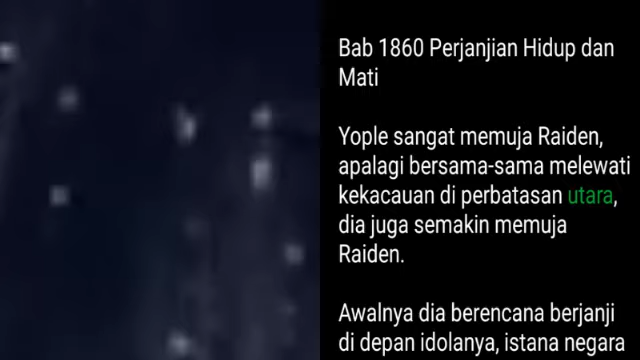 Bab 1860 Perjanjian Hidup dan
Mati
Yople sangat memuja Raiden,
apalagi bersama-sama melewati
kekacauan di perbatasan utara,
dia juga semakin memuja
Raiden.
Awalnya dia berencana berjanji
di depan idolanya, istana negara